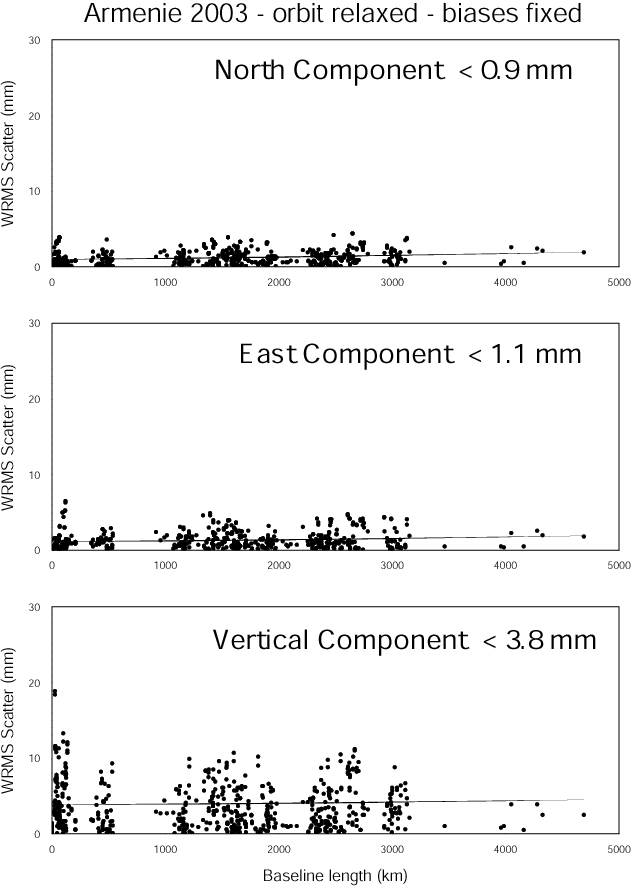 Armenie 2003 - orbit relaxed - biases fixed
30
20
10
0
WRMS Scatter (mm)
North Component < 0.9 mm
0 1000 2000 3000 4000 5000
30
20
10
0
WRMS Scatter (mm)
East Component < 1.1 mm
0 1000 2000 3000 4000 5000
30
20
10
0
WRMS Scatter (mm)
Vertical Component < 3.8 mm
0 1000 2000 3000 4000 5000
Baseline length (km)